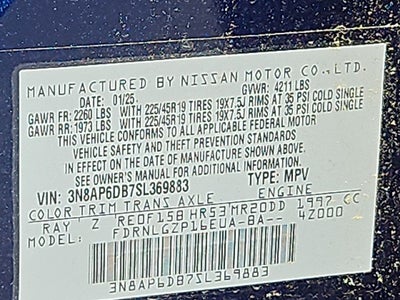 MANUFACTURED BY NISSAN MOTOR CO., LTD.
DATE: 01/25 GVWR: 4211 LBS
GAWR FR: 2260 LBS WITH 225/45R19 TIRES 19X7.5J RIMS AT 35 PSI COLD SINGLE
GAWR RR: 1973 LBS WITH 225/45R19 TIRES 19X7.5J RIMS AT 35 PSI COLD SINGLE
THIS VEHICLE CONFORMS TO ALL APPLICABLE FEDERAL MOTOR
VEHICLE SAFETY AND THEFT PREVENTION STANDARDS
IN EFFECT ON THE DATE OF MANUFACTURE SHOWN ABOVE.
SEE OWNER'S MANUAL FOR ADDITIONAL INFORMATION.
VIN: 3N8AP6DB7SL369883 TYPE: MPV
COLOR TRIM TRANS AXLE ENGINE
RAY Z RE0F15B HR53 MR20DD 1997 CC
MODEL FDRNLGZP16EUA-BA-- 4Z000
3N8AP6DB7SL369883